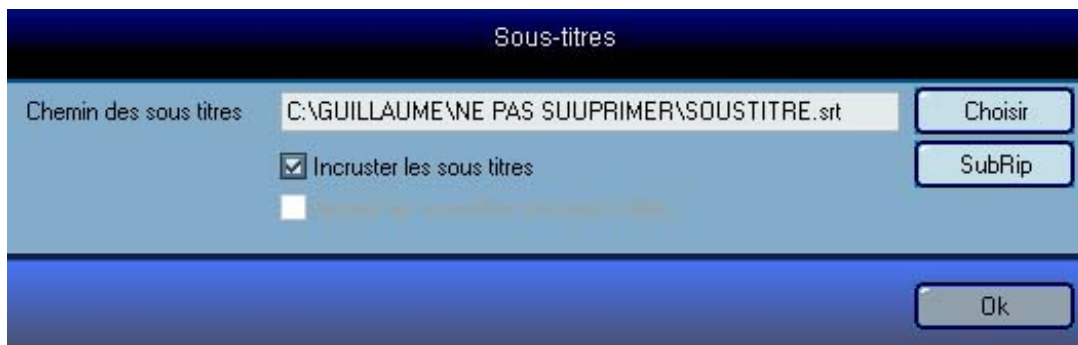 Sous-titres
Chemin des sous titres C:\GUILLAUME\NE PAS SUUPRIMER\SOUSTITRE.srt Choisir
Incruster les sous titres SubRip
Ok